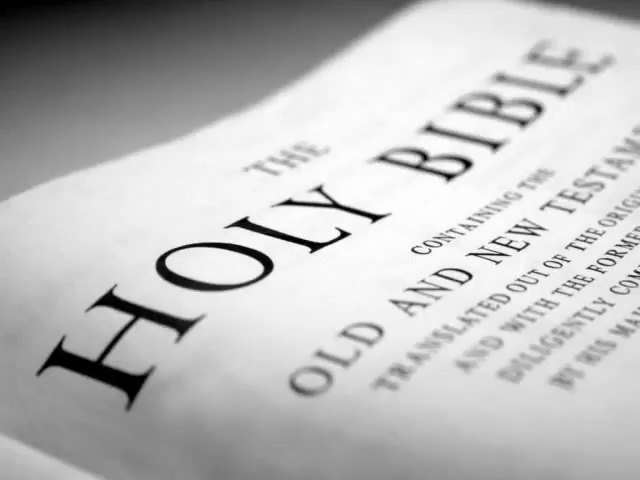 THE
HOLY BIBLE
CONTAINING THE
OLD AND NEW TESTAM
TRANSLATED OUT OF THE ORIGI
AND WITH THE FORMER
DILIGENTLY COM
BY HIS MA